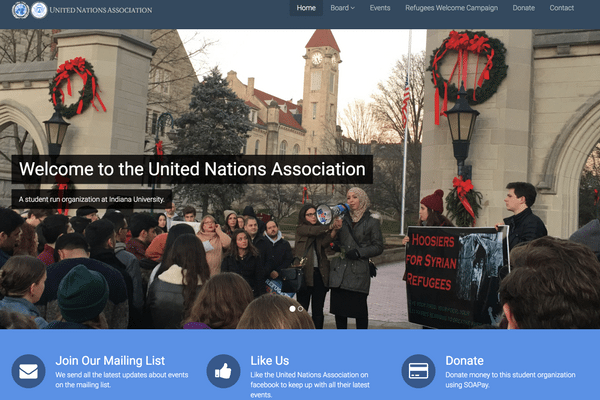 UNITED NATIONS ASSOCIATION
Home Board Events Refugees Welcome Campaign Donate Contact
Welcome to the United Nations Association
A student run organization at Indiana University.
HOOSIERS
FOR SYRIAN
REFUGEES
Join Our Mailing List
We send all the latest updates about events
on the mailing list.
Like Us
Like the United Nations Association on
facebook to keep up with all their latest
events.
Donate
Donate money to this student organization
using SOAPay.